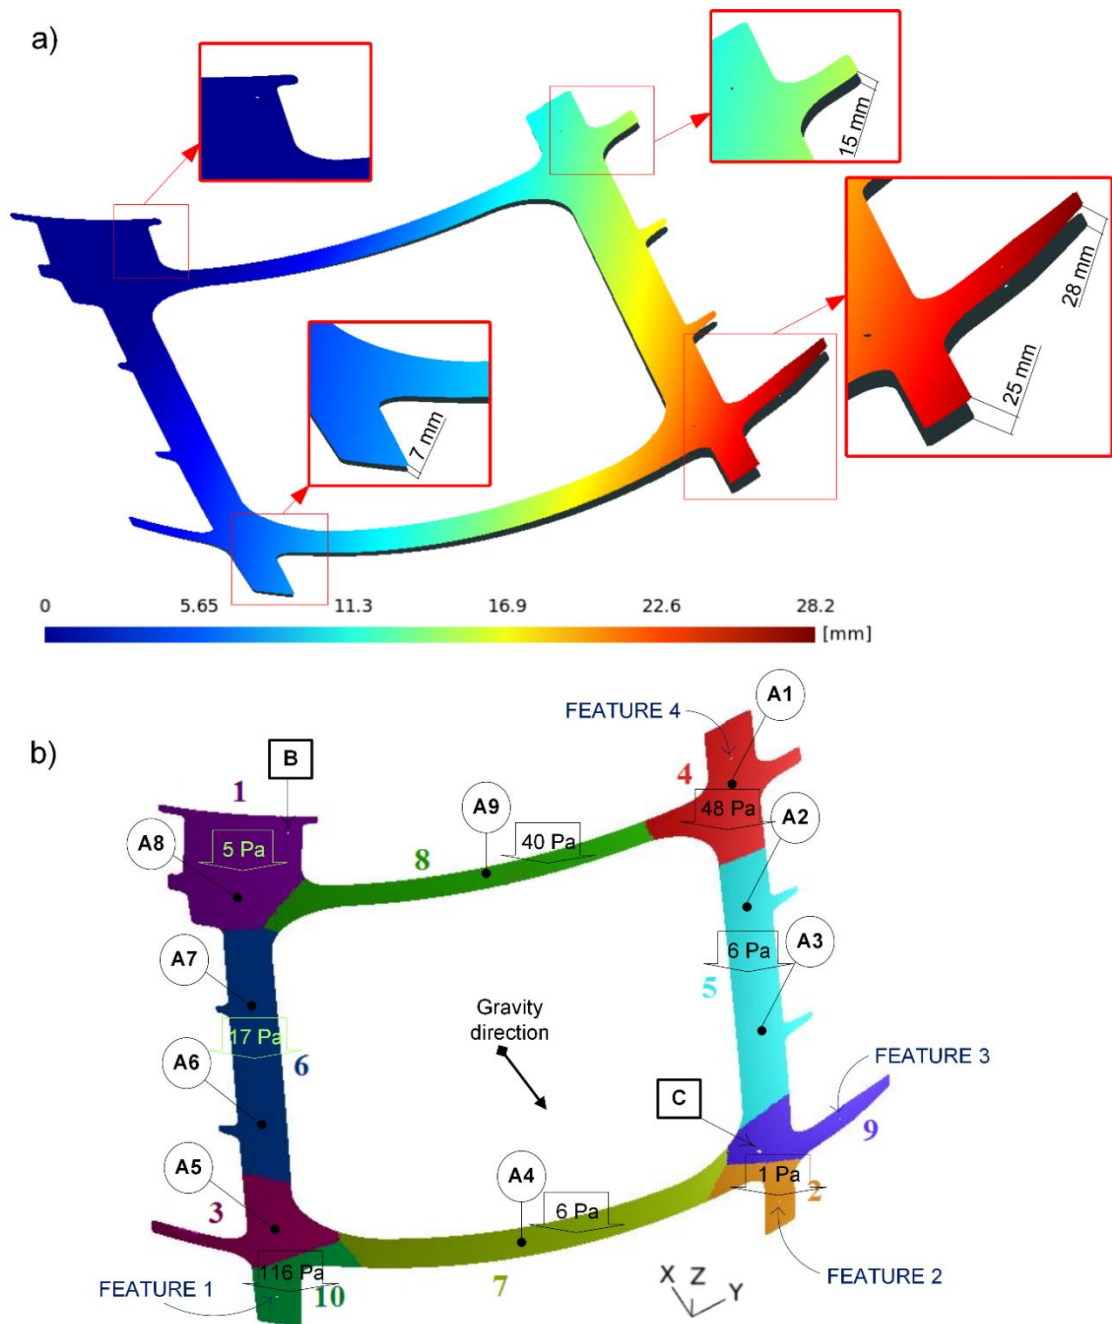 a)
15 mm
28 mm
25 mm
7 mm
0 5.65 11.3 16.9 22.6 28.2
[mm]
b)
FEATURE 4
A1
B
1
4
A9
48 Pa
A2
A8
5 Pa
40 Pa
8
A7
A3
6 Pa
5
Gravity
direction
17 Pa
6
A6
FEATURE 3
C
9
A5
A4
1 Pa
2
3
6 Pa
116 Pa
FEATURE 1
10
7
X Z Y
FEATURE 2